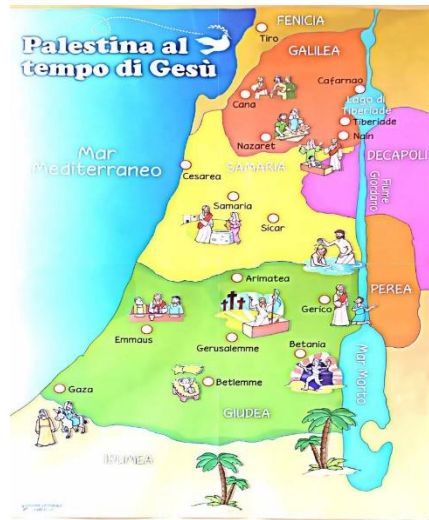 Palestina al
tempo di Gesù
FENICIA
Tiro
GALILEA
Cafarnao
Cana
Lago di
Tiberiade
Tiberiade
Nazaret
Nain
Mar
Mediterraneo
SAMARIA
DECAPOLI
Cesarea
Fiume
Giordano
Samaria
Sicar
Arimatea
PEREA
Gerico
Emmaus
Gerusalemme
Betania
Mar Morto
Betlemme
Gaza
GIUDEA